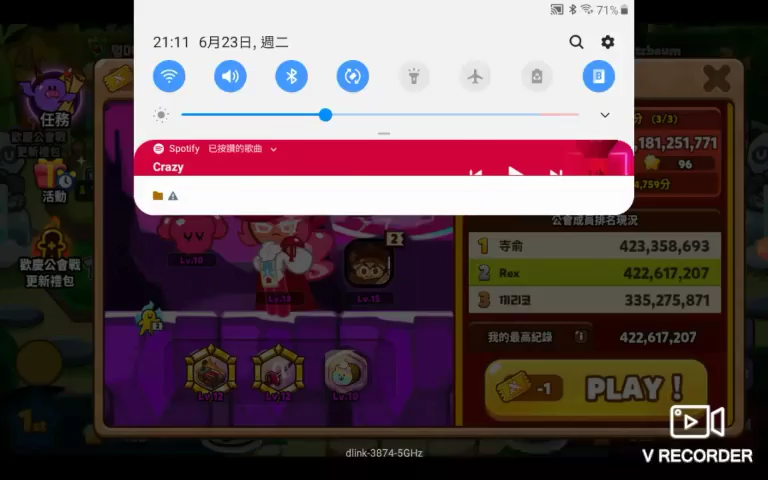 71%
21:11 6月23日, 週二
Spotify 已按讚的歌曲
Crazy
任務
歡慶公會戰
更新禮包
活動
歡慶公會戰
更新禮包
分 (3/3)
,181,251,771
96
4,759分
公會成員排名現況
1 寺俞 423,358,693
2 Rex 422,617,207
3 끼리코 335,275,871
我的最高紀錄 422,617,207
-1 PLAY!
Lv.10
Lv.14
2
Lv.15
3
Lv.12
Lv.12
Lv.10
dlink-3874-5GHz
V RECORDER